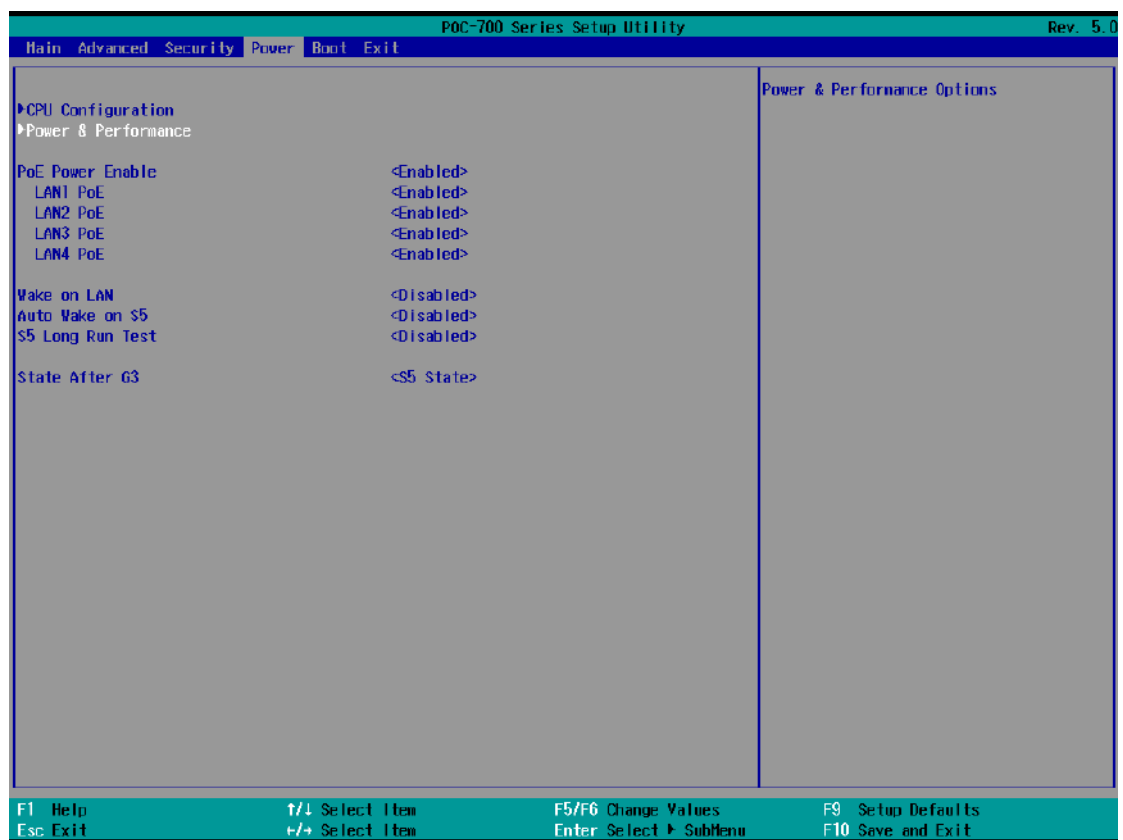 POC-700 Series Setup Utility Rev. 5.0
Main Advanced Security Power Boot Exit
Power & Performance Options
▶CPU Configuration
▶Power & Performance
PoE Power Enable <Enabled>
LAN1 PoE <Enabled>
LAN2 PoE <Enabled>
LAN3 PoE <Enabled>
LAN4 PoE <Enabled>
Wake on LAN <Disabled>
Auto Wake on S5 <Disabled>
S5 Long Run Test <Disabled>
State After G3 <S5 State>
F1 Help ↑/↓ Select Item F5/F6 Change Values F9 Setup Defaults
Esc Exit ←/→ Select Item Enter Select ▶ SubMenu F10 Save and Exit